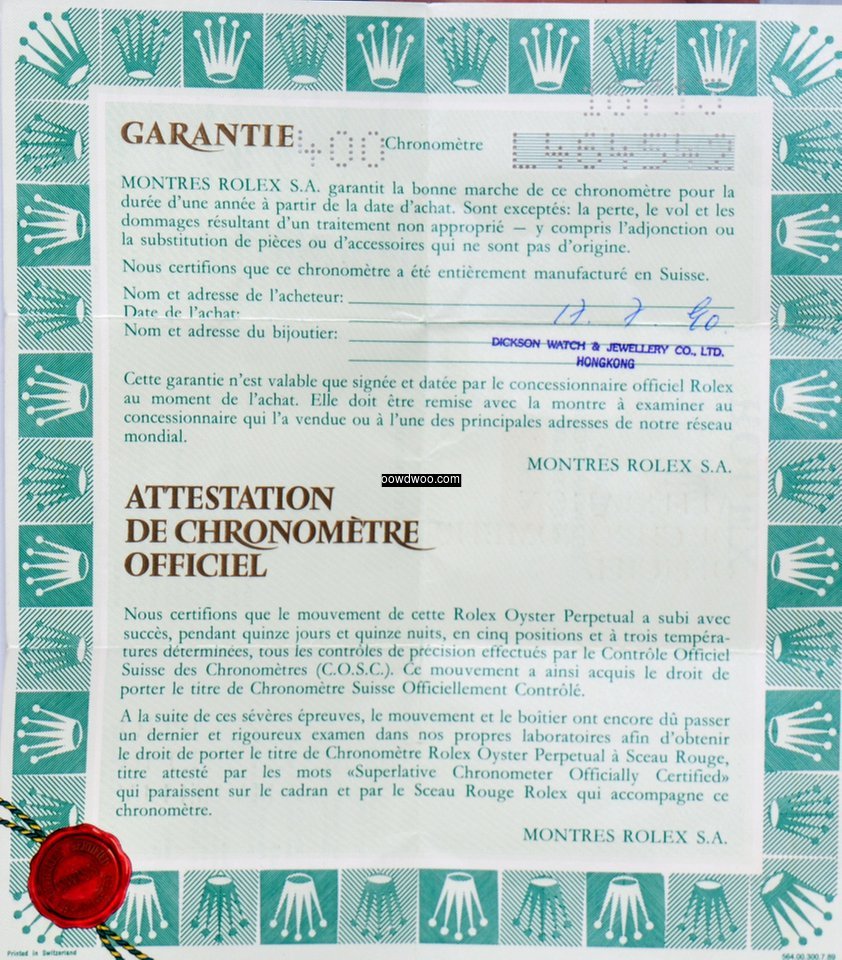 GARANTIE 400 Chronomètre L464542
MONTRES ROLEX S.A. garantit la bonne marche de ce chronomètre pour la
durée d'une année à partir de la date d'achat. Sont exceptés: la perte, le vol et les
dommages résultant d'un traitement non approprié — y compris l'adjonction ou
la substitution de pièces ou d'accessoires qui ne sont pas d'origine.
Nous certifions que ce chronomètre a été entièrement manufacturé en Suisse.
Nom et adresse de l'acheteur:
Date de l'achat: 17. 7. 90
Nom et adresse du bijoutier: DICKSON WATCH & JEWELLERY CO., LTD.
HONGKONG
Cette garantie n'est valable que signée et datée par le concessionnaire officiel Rolex
au moment de l'achat. Elle doit être remise avec la montre à examiner au
concessionnaire qui l'a vendue ou à l'une des principales adresses de notre réseau
mondial.
MONTRES ROLEX S.A.
oowdwoo.com
ATTESTATION
DE CHRONOMÈTRE
OFFICIEL
Nous certifions que le mouvement de cette Rolex Oyster Perpetual a subi avec
succès, pendant quinze jours et quinze nuits, en cinq positions et à trois tempéra-
tures déterminées, tous les contrôles de précision effectués par le Contrôle Officiel
Suisse des Chronomètres (C.O.S.C.). Ce mouvement a ainsi acquis le droit de
porter le titre de Chronomètre Suisse Officiellement Contrôlé.
A la suite de ces sévères épreuves, le mouvement et le boîtier ont encore dû passer
un dernier et rigoureux examen dans nos propres laboratoires afin d'obtenir
le droit de porter le titre de Chronomètre Rolex Oyster Perpetual à Sceau Rouge,
titre attesté par les mots «Superlative Chronometer Officially Certified»
qui paraissent sur le cadran et par le Sceau Rouge Rolex qui accompagne ce
chronomètre.
MONTRES ROLEX S.A.
Printed in Switzerland
564.00.300.7.89